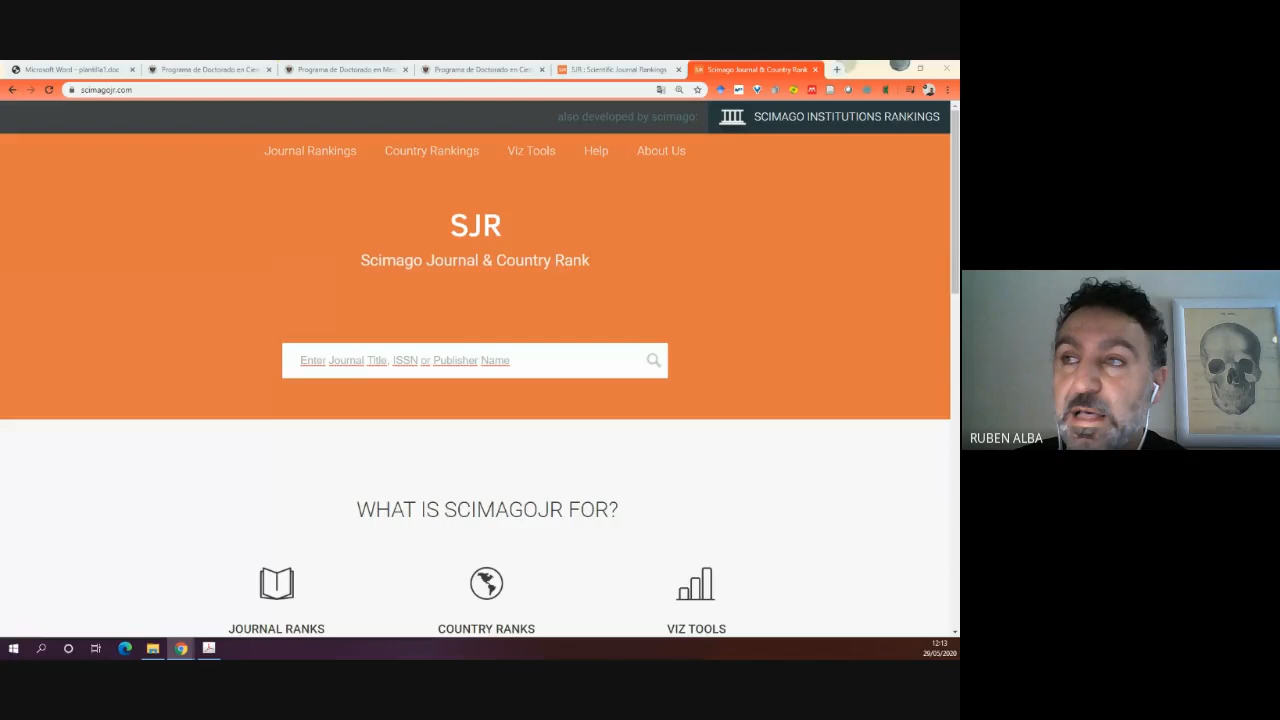 Microsoft Word - plantilla1.doc
Programa de Doctorado en Cien
Programa de Doctorado en Med
Programa de Doctorado en Cien
SJR : Scientific Journal Rankings
Scimago Journal & Country Rank
scimagojr.com
also developed by scimago:
SCIMAGO INSTITUTIONS RANKINGS
Journal Rankings
Country Rankings
Viz Tools
Help
About Us
SJR
Scimago Journal & Country Rank
Enter Journal Title, ISSN or Publisher Name
WHAT IS SCIMAGOJR FOR?
JOURNAL RANKS
COUNTRY RANKS
VIZ TOOLS
12:13
29/05/2020
RUBEN ALBA